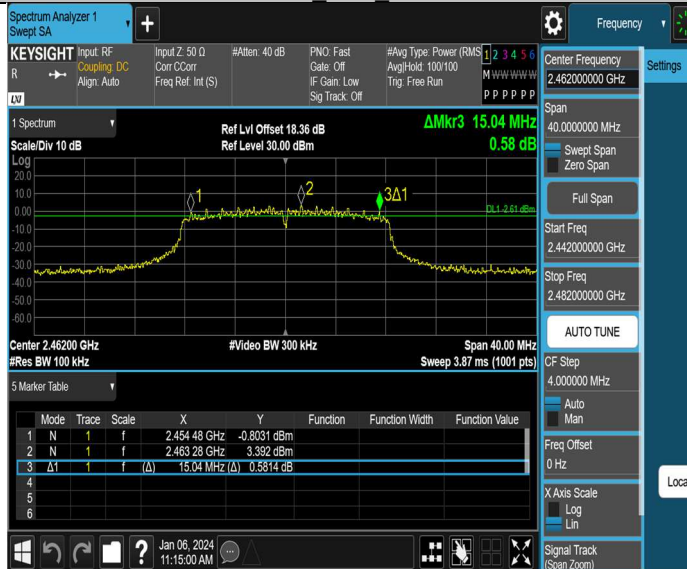 Spectrum Analyzer 1
Swept SA
Frequency
KEYSIGHT
R
LXI
Input: RF
Coupling: DC
Align: Auto
Input Z: 50 Ω
Corr CCorr
Freq Ref: Int (S)
#Atten: 40 dB
PNO: Fast
Gate: Off
IF Gain: Low
Sig Track: Off
#Avg Type: Power (RMS
Avg|Hold: 100/100
Trig: Free Run
1 2 3 4 5 6
M W W W W W
P P P P P P
1 Spectrum
Scale/Div 10 dB
Log
Ref Lvl Offset 18.36 dB
Ref Level 30.00 dBm
ΔMkr3 15.04 MHz
0.58 dB
20.0
10.0
0.00
-10.0
-20.0
-30.0
-40.0
-50.0
-60.0
1
2
3Δ1
DL1 -2.61 dBm
Center 2.46200 GHz
#Res BW 100 kHz
#Video BW 300 kHz
Span 40.00 MHz
Sweep 3.87 ms (1001 pts)
5 Marker Table
Mode Trace Scale X Y Function Function Width Function Value
1 N 1 f 2.454 48 GHz -0.8031 dBm
2 N 1 f 2.463 28 GHz 3.392 dBm
3 Δ1 1 f (Δ) 15.04 MHz (Δ) 0.5814 dB
4
5
6
Jan 06, 2024
11:15:00 AM
Center Frequency
2.462000000 GHz
Span
40.0000000 MHz
Swept Span
Zero Span
Full Span
Start Freq
2.442000000 GHz
Stop Freq
2.482000000 GHz
AUTO TUNE
CF Step
4.000000 MHz
Auto
Man
Freq Offset
0 Hz
X Axis Scale
Log
Lin
Signal Track
(Span Zoom)
Settings
Loca